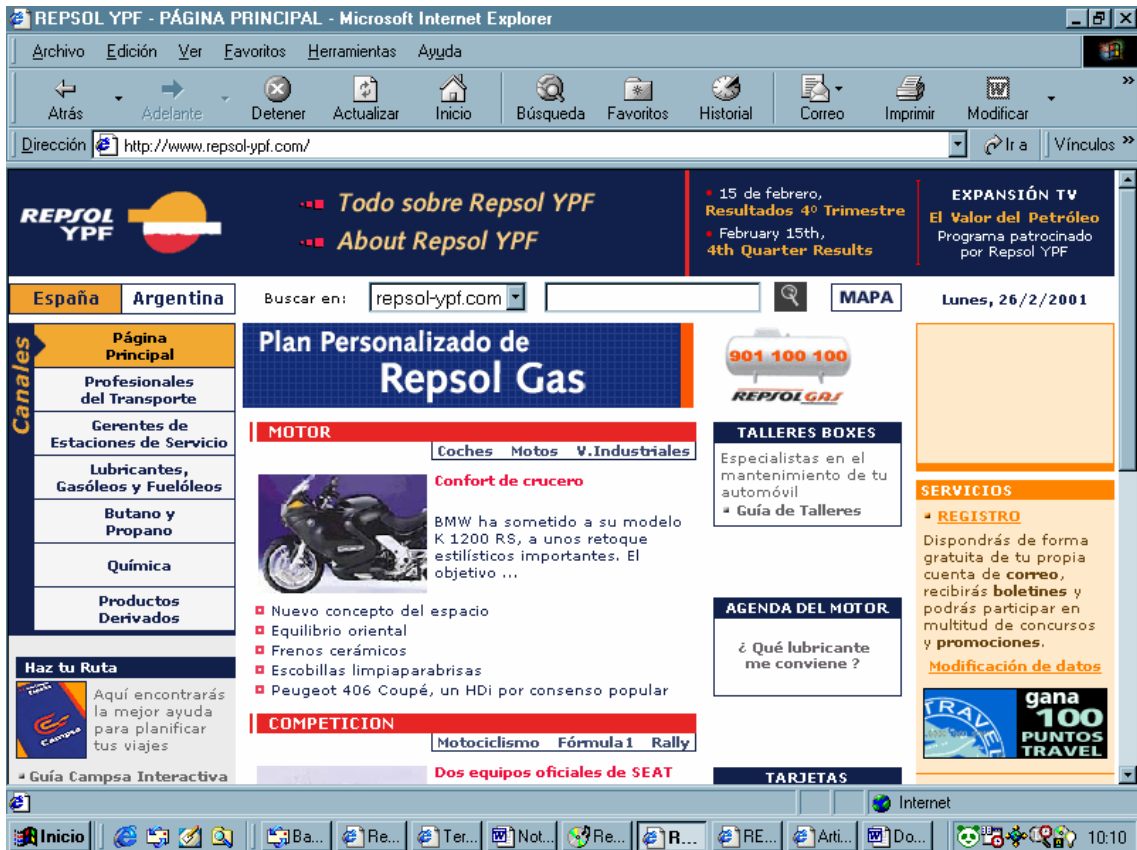 REPSOL YPF - PÁGINA PRINCIPAL - Microsoft Internet Explorer
Archivo Edición Ver Favoritos Herramientas Ayuda
Atrás Adelante Detener Actualizar Inicio Búsqueda Favoritos Historial Correo Imprimir Modificar »
Dirección http://www.repsol-ypf.com/ Ir a Vínculos »
REPSOL
YPF
Todo sobre Repsol YPF
About Repsol YPF
15 de febrero,
Resultados 4º Trimestre
February 15th,
4th Quarter Results
EXPANSIÓN TV
El Valor del Petróleo
Programa patrocinado
por Repsol YPF
España Argentina Buscar en: repsol-ypf.com MAPA Lunes, 26/2/2001
Canales
Página
Principal
Profesionales
del Transporte
Gerentes de
Estaciones de Servicio
Lubricantes,
Gasóleos y Fuelóleos
Butano y
Propano
Química
Productos
Derivados
Haz tu Ruta
Campsa
Aquí encontrarás
la mejor ayuda
para planificar
tus viajes
Guía Campsa Interactiva
Plan Personalizado de
Repsol Gas
901 100 100
REPSOL GAS
MOTOR
Coches Motos V.Industriales
Confort de crucero
BMW ha sometido a su modelo
K 1200 RS, a unos retoque
estilísticos importantes. El
objetivo ...
Nuevo concepto del espacio
Equilibrio oriental
Frenos cerámicos
Escobillas limpiaparabrisas
Peugeot 406 Coupé, un HDi por consenso popular
COMPETICION
Motociclismo Fórmula1 Rally
Dos equipos oficiales de SEAT
TALLERES BOXES
Especialistas en el
mantenimiento de tu
automóvil
Guía de Talleres
AGENDA DEL MOTOR
¿ Qué lubricante
me conviene ?
TARJETAS
SERVICIOS
REGISTRO
Dispondrás de forma
gratuita de tu propia
cuenta de correo,
recibirás boletines y
podrás participar en
multitud de concursos
y promociones.
Modificación de datos
TRAVEL
gana
100
PUNTOS
TRAVEL
Internet
Inicio Ba... Re... Ter... Not... Re... R... RE... Arti... Do... 10:10